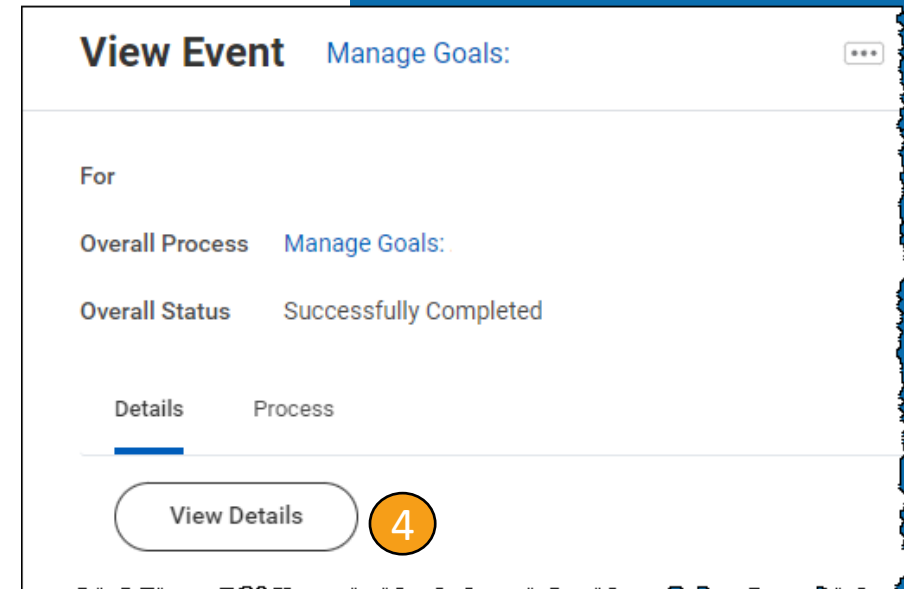 View Event Manage Goals:
For
Overall Process Manage Goals:
Overall Status Successfully Completed
Details Process
View Details 4